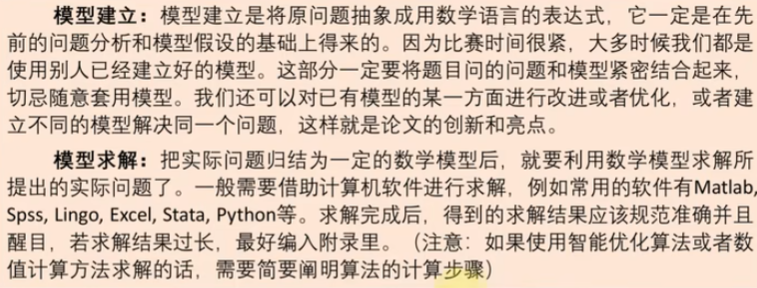 模型建立：模型建立是将原问题抽象成用数学语言的表达式，它一定是在先
前的问题分析和模型假设的基础上得来的。因为比赛时间很紧，大多时候我们都是
使用别人已经建立好的模型。这部分一定要将题目问的问题和模型紧密结合起来，
切忌随意套用模型。我们还可以对已有模型的某一方面进行改进或者优化，或者建
立不同的模型解决同一个问题，这样就是论文的创新和亮点。
模型求解：把实际问题归结为一定的数学模型后，就要利用数学模型求解所
提出的实际问题了。一般需要借助计算机软件进行求解，例如常用的软件有Matlab,
Spss, Lingo, Excel, Stata, Python等。求解完成后，得到的求解结果应该规范准确并且
醒目，若求解结果过长，最好编入附录里。（注意：如果使用智能优化算法或者数
值计算方法求解的话，需要简要阐明算法的计算步骤）